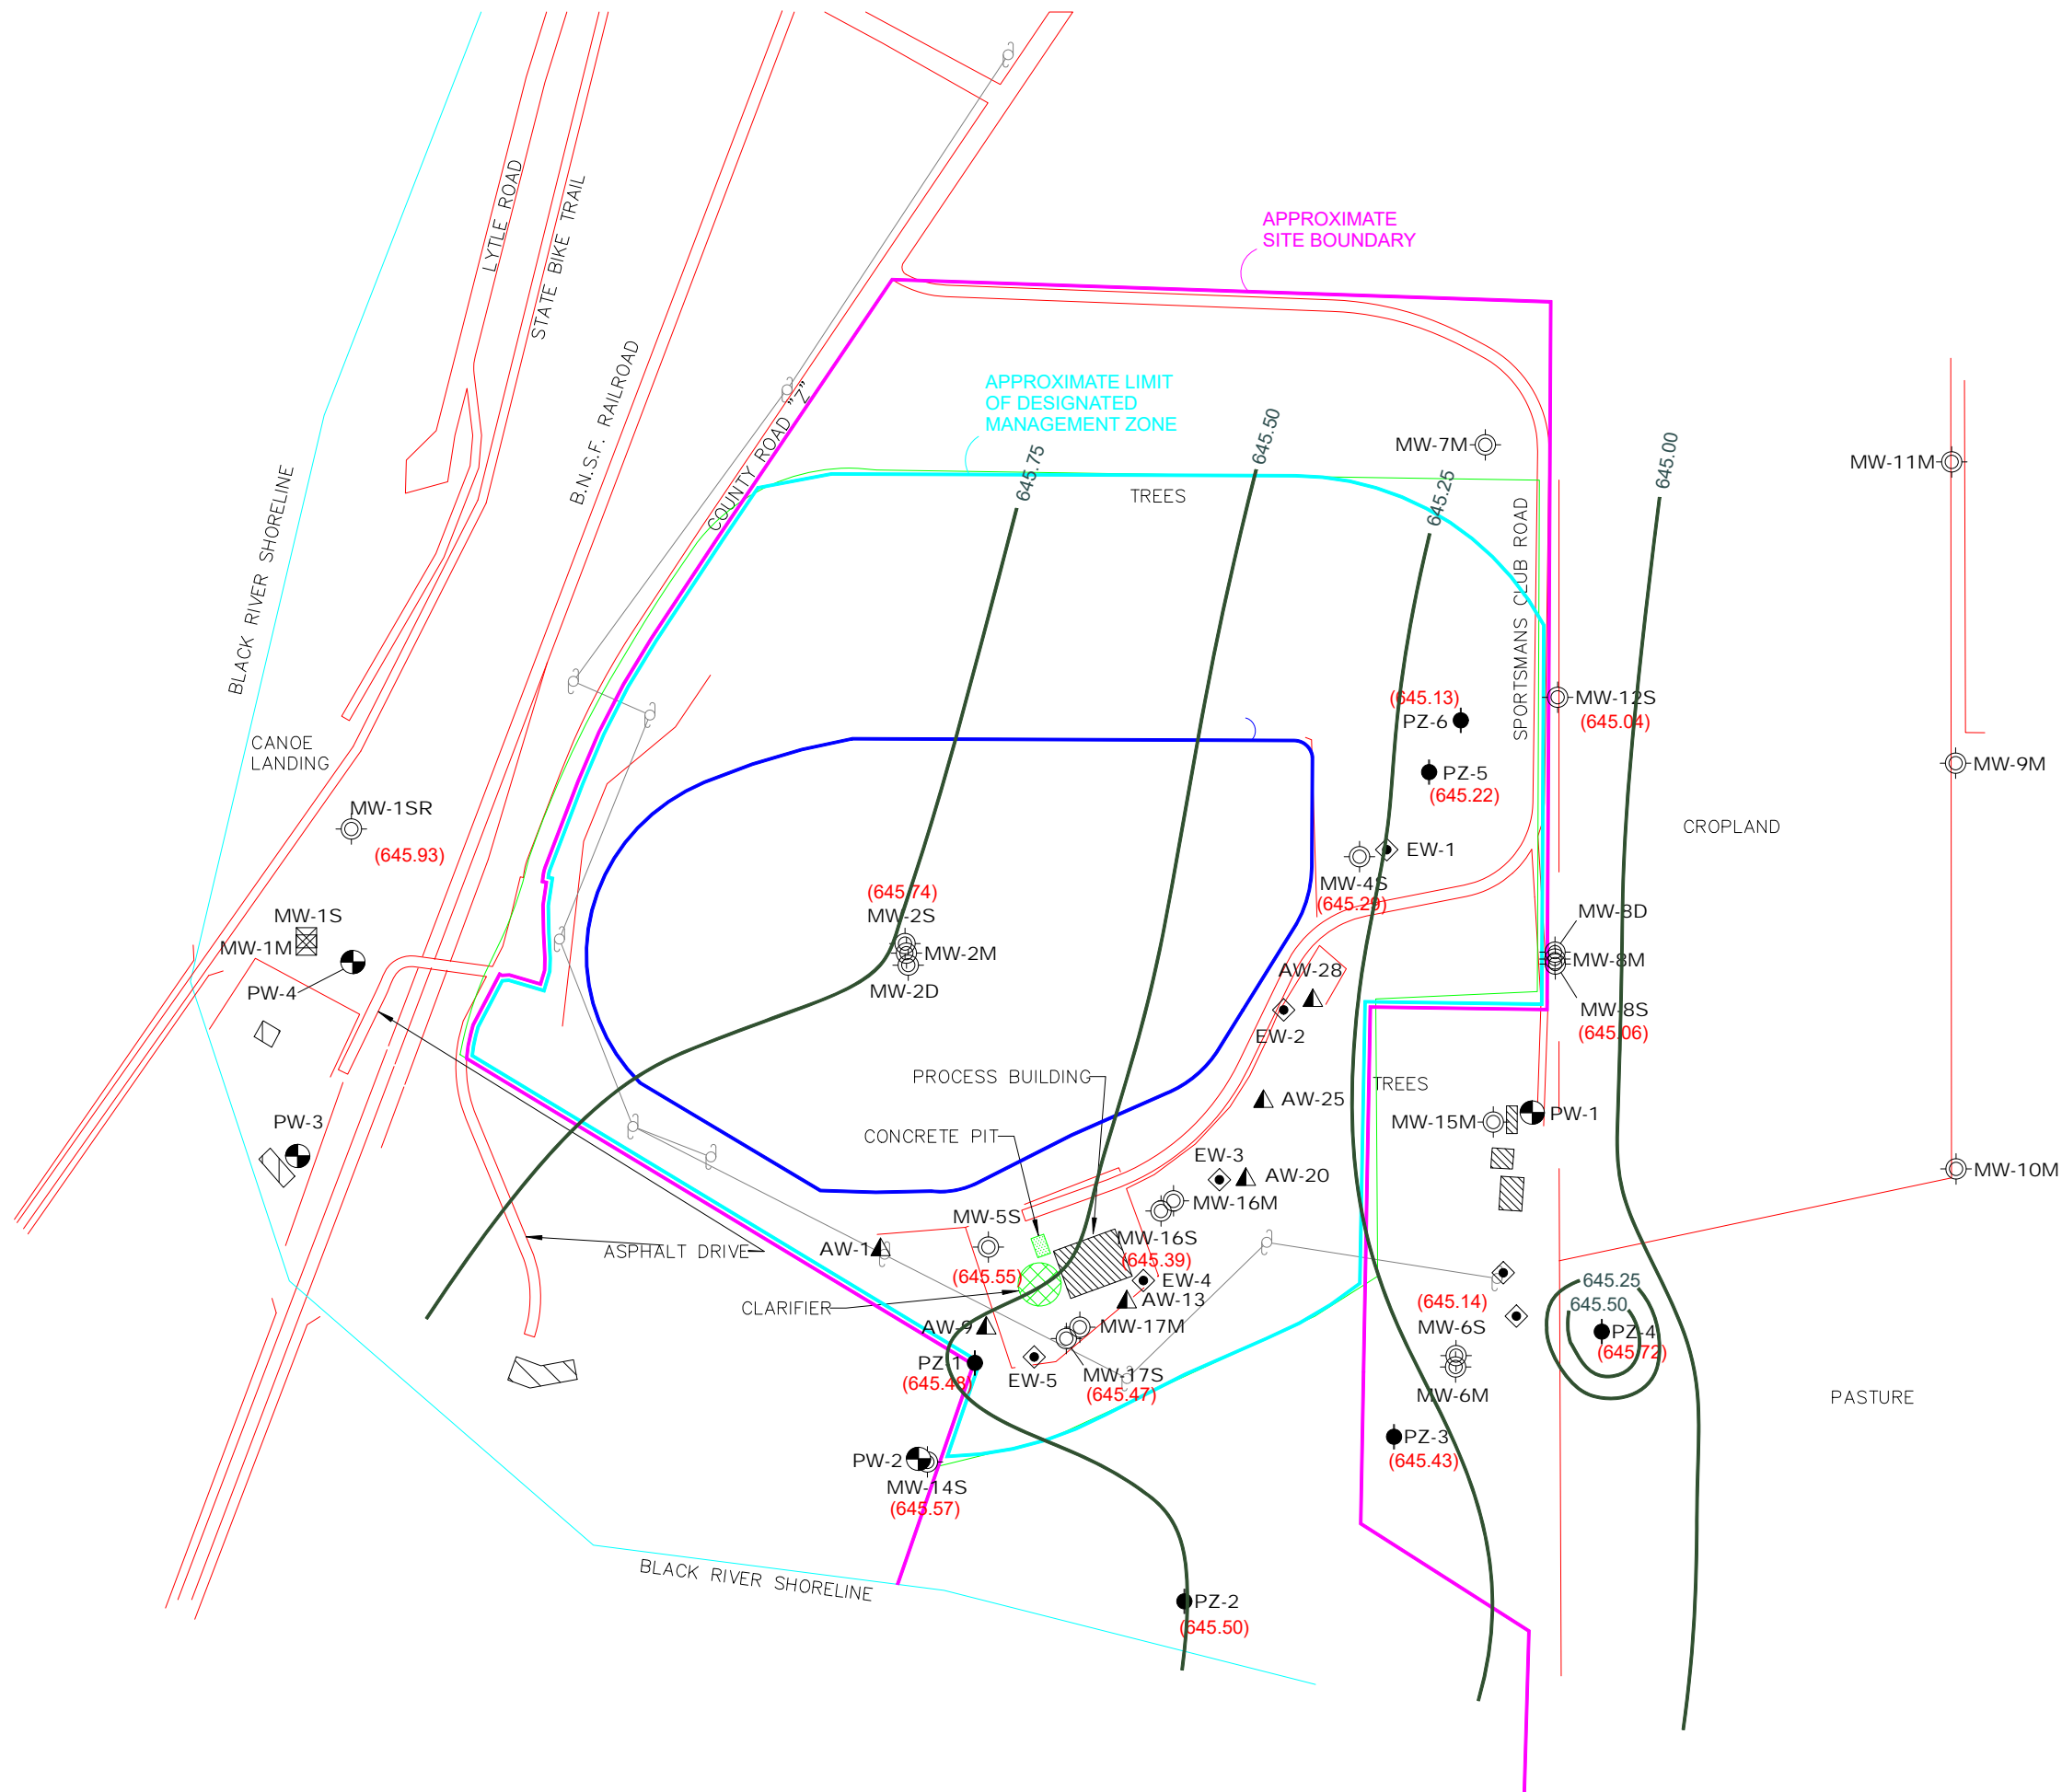 APPROXIMATE
SITE BOUNDARY
LYTLE ROAD
STATE BIKE TRAIL
B.N.S.F. RAILROAD
COUNTY ROAD "Z"
APPROXIMATE LIMIT
OF DESIGNATED
MANAGEMENT ZONE
645.75
645.50
645.25
645.00
TREES
MW-7M
MW-11M
BLACK RIVER SHORELINE
SPORTSMANS CLUB ROAD
(645.13)
PZ-6
MW-12S
(645.04)
CANOE
LANDING
PZ-5
(645.22)
MW-9M
MW-1SR
(645.93)
CROPLAND
EW-1
MW-4S
(645.29)
(645.74)
MW-2S
MW-2M
MW-2D
MW-1S
MW-1M
PW-4
MW-8D
MW-8M
MW-8S
(645.06)
AW-28
EW-2
PROCESS BUILDING
TREES
AW-25
MW-15M
PW-1
PW-3
CONCRETE PIT
EW-3
AW-20
MW-10M
MW-16M
MW-5S
MW-16S
(645.39)
ASPHALT DRIVE
AW-1
(645.55)
EW-4
645.25
CLARIFIER
AW-13
(645.14)
645.50
AW-9
MW-17M
MW-6S
PZ-4
(645.72)
PZ-1
(645.48)
EW-5
MW-17S
(645.47)
MW-6M
PASTURE
PZ-3
(645.43)
PW-2
MW-14S
(645.57)
BLACK RIVER SHORELINE
PZ-2
(645.50)